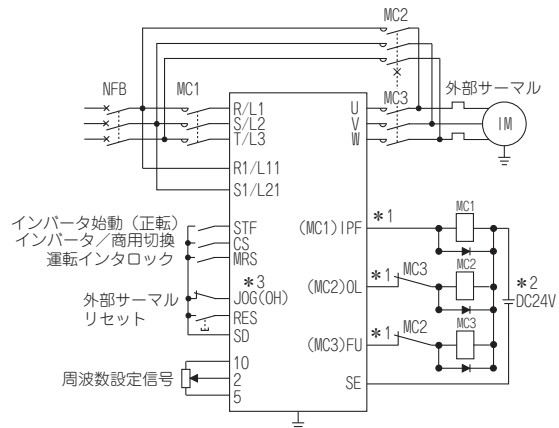 MC2
NFB
MC1
R/L1
S/L2
T/L3
R1/L11
S1/L21
U
V
W
MC3
外部サーマル
IM
インバータ始動（正転）
STF
インバータ／商用切換
CS
運転インタロック
MRS
＊3
外部サーマル
JOG(OH)
リセット
RES
SD
周波数設定信号
10
2
5
(MC1)IPF
＊1
MC1
(MC2)OL
＊1
MC3
MC2
(MC3)FU
＊1
MC2
MC3
SE
＊2
DC24V